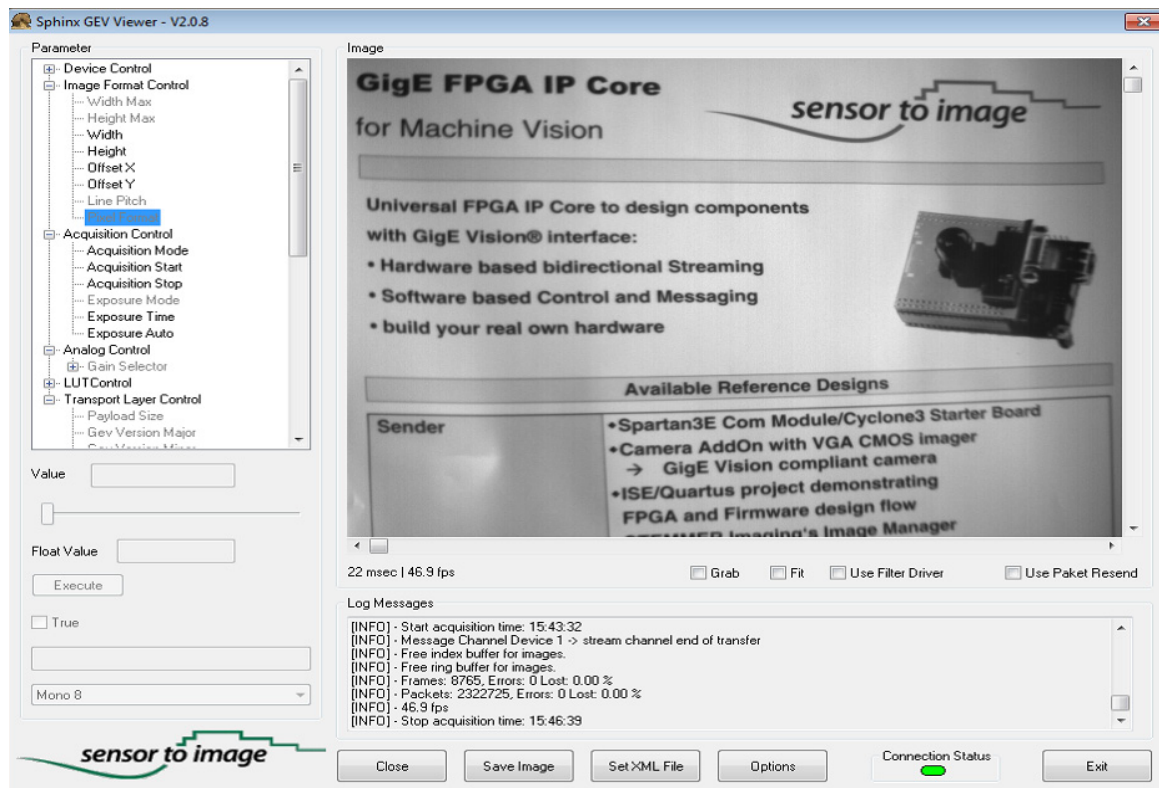 Sphinx GEV Viewer - V2.0.8
Parameter
Device Control
Image Format Control
Width Max
Height Max
Width
Height
Offset X
Offset Y
Line Pitch
Pixel Format
Acquisition Control
Acquisition Mode
Acquisition Start
Acquisition Stop
Exposure Mode
Exposure Time
Exposure Auto
Analog Control
Gain Selector
LUTControl
Transport Layer Control
Payload Size
Gev Version Major
Value
Float Value
Execute
True
Mono 8
sensor to image
Image
GigE FPGA IP Core
for Machine Vision
sensor to image
Universal FPGA IP Core to design components
with GigE Vision® interface:
• Hardware based bidirectional Streaming
• Software based Control and Messaging
• build your real own hardware
Available Reference Designs
Sender
•Spartan3E Com Module/Cyclone3 Starter Board
•Camera AddOn with VGA CMOS imager
→ GigE Vision compliant camera
•ISE/Quartus project demonstrating
FPGA and Firmware design flow
STEMMER Imaging's Image Manager
22 msec | 46.9 fps
Grab
Fit
Use Filter Driver
Use Paket Resend
Log Messages
[INFO] - Start acquisition time: 15:43:32
[INFO] - Message Channel Device 1 -> stream channel end of transfer
[INFO] - Free index buffer for images.
[INFO] - Free ring buffer for images.
[INFO] - Frames: 8765, Errors: 0 Lost: 0.00 %
[INFO] - Packets: 2322725, Errors: 0 Lost: 0.00 %
[INFO] - 46.9 fps
[INFO] - Stop acquisition time: 15:46:39
Close
Save Image
Set XML File
Options
Connection Status
Exit